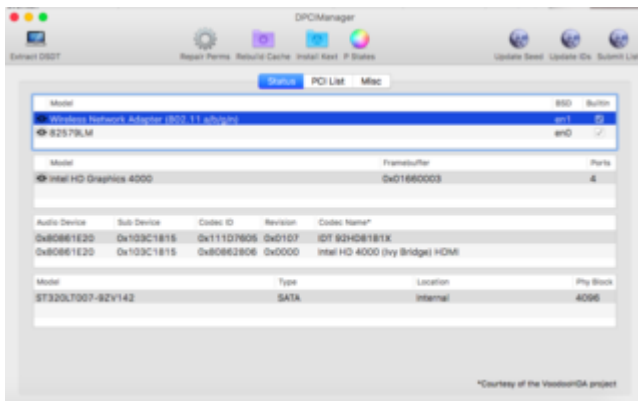 DPCIManager
Extract DSDT Repair Perms Rebuild Cache Install Kext P States Update Seed Update IDs Submit List
Status PCI List Misc
Model BSD Builtin
Wireless Network Adapter (802.11 a/b/g/n) en1
82579LM en0
Model Framebuffer Ports
Intel HD Graphics 4000 0x01660003 4
Audio Device Sub Device Codec ID Revision Codec Name*
0x80861E20 0x103C1815 0x111D7605 0x0107 IDT 92HD81B1X
0x80861E20 0x103C1815 0x80862806 0x0000 Intel HD 4000 (Ivy Bridge) HDMI
Model Type Location Phy Block
ST320LT007-9ZV142 SATA Internal 4096
*Courtesy of the VoodooHDA project